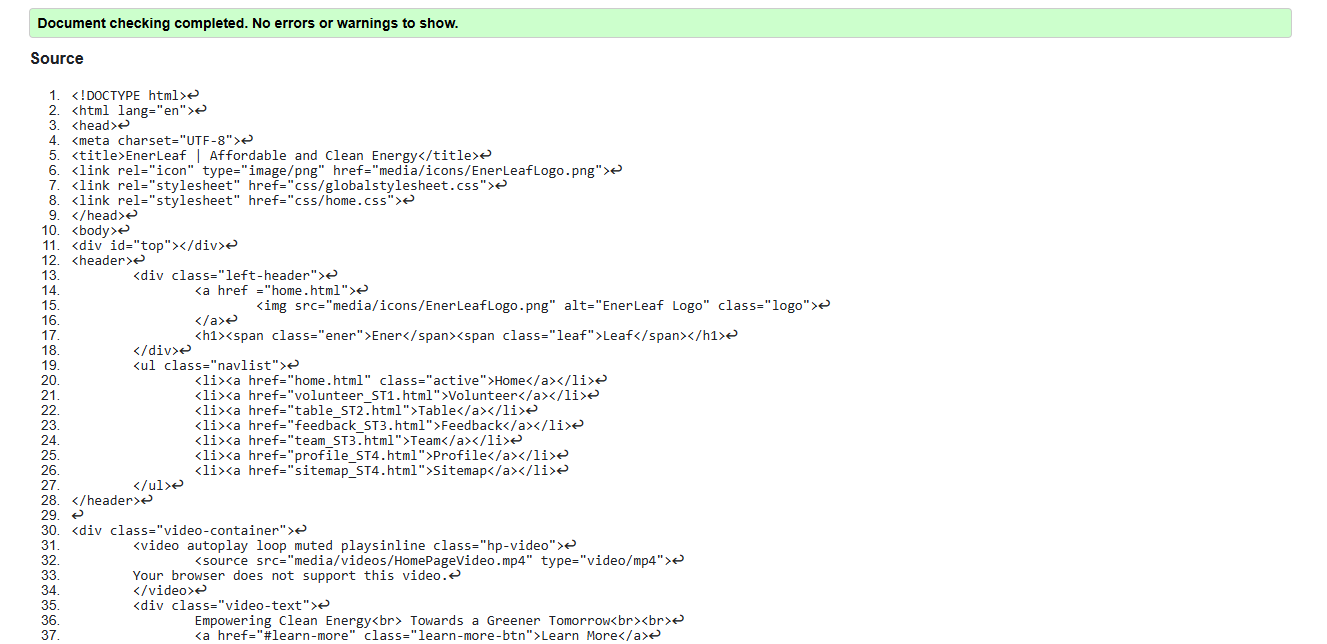 Document checking completed. No errors or warnings to show.
Source
1. <!DOCTYPE html>↩
2. <html lang="en">↩
3. <head>↩
4. <meta charset="UTF-8">↩
5. <title>EnerLeaf | Affordable and Clean Energy</title>↩
6. <link rel="icon" type="image/png" href="media/icons/EnerLeafLogo.png">↩
7. <link rel="stylesheet" href="css/globalstylesheet.css">↩
8. <link rel="stylesheet" href="css/home.css">↩
9. </head>↩
10. <body>↩
11. <div id="top"></div>↩
12. <header>↩
13. <div class="left-header">↩
14. <a href ="home.html">↩
15. <img src="media/icons/EnerLeafLogo.png" alt="EnerLeaf Logo" class="logo">↩
16. </a>↩
17. <h1><span class="ener">Ener</span><span class="leaf">Leaf</span></h1>↩
18. </div>↩
19. <ul class="navlist">↩
20. <li><a href="home.html" class="active">Home</a></li>↩
21. <li><a href="volunteer_ST1.html">Volunteer</a></li>↩
22. <li><a href="table_ST2.html">Table</a></li>↩
23. <li><a href="feedback_ST3.html">Feedback</a></li>↩
24. <li><a href="team_ST3.html">Team</a></li>↩
25. <li><a href="profile_ST4.html">Profile</a></li>↩
26. <li><a href="sitemap_ST4.html">Sitemap</a></li>↩
27. </ul>↩
28. </header>↩
29. ↩
30. <div class="video-container">↩
31. <video autoplay loop muted playsinline class="hp-video">↩
32. <source src="media/videos/HomePageVideo.mp4" type="video/mp4">↩
33. Your browser does not support this video.↩
34. </video>↩
35. <div class="video-text">↩
36. Empowering Clean Energy<br> Towards a Greener Tomorrow<br><br>↩
37. <a href="#learn-more" class="learn-more-btn">Learn More</a>↩